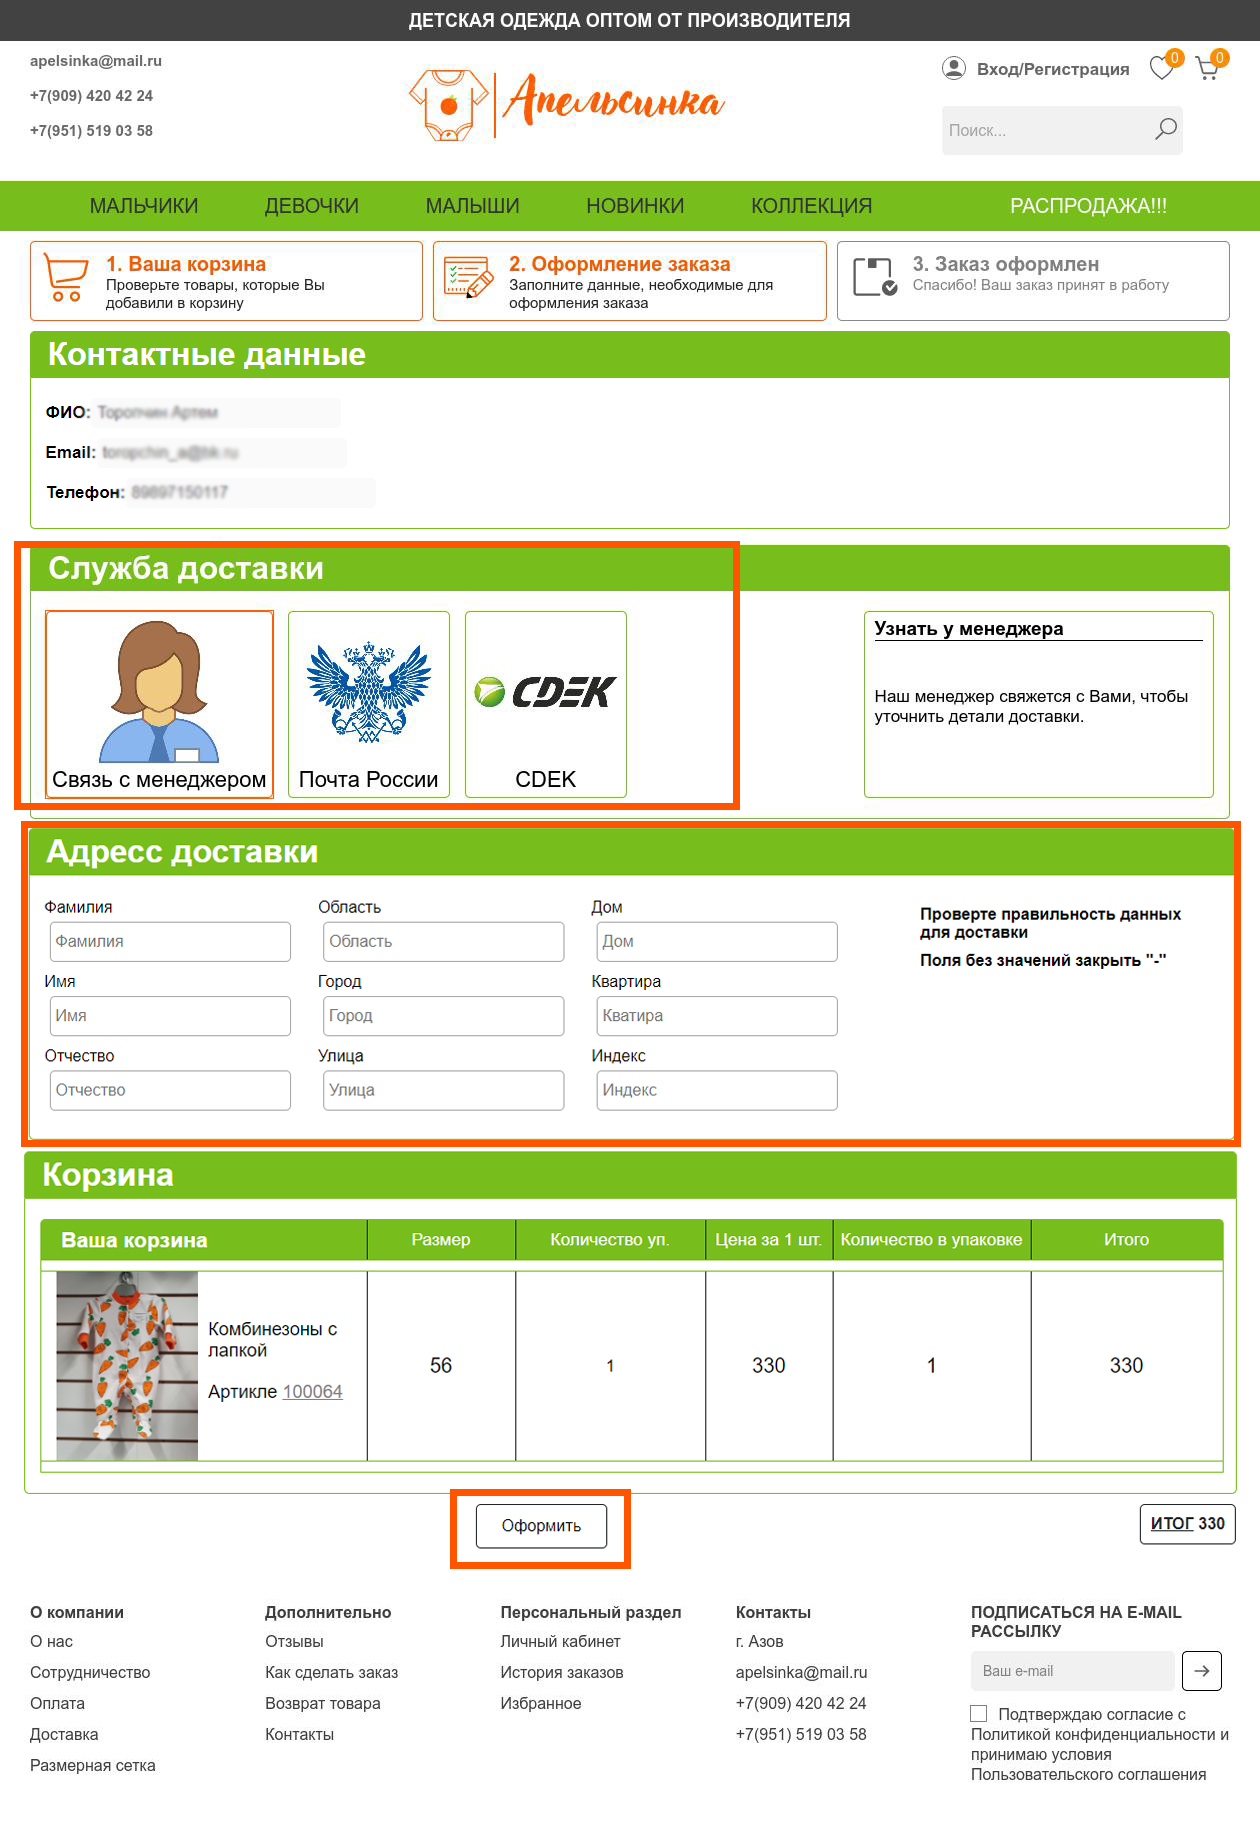 ДЕТСКАЯ ОДЕЖДА ОПТОМ ОТ ПРОИЗВОДИТЕЛЯ
apelsinka@mail.ru
+7(909) 420 42 24
+7(951) 519 03 58
Апельсинка
Вход/Регистрация
0
0
Поиск...
МАЛЬЧИКИ ДЕВОЧКИ МАЛЫШИ НОВИНКИ КОЛЛЕКЦИЯ РАСПРОДАЖА!!!
1. Ваша корзина
Проверьте товары, которые Вы
добавили в корзину
2. Оформление заказа
Заполните данные, необходимые для
оформления заказа
3. Заказ оформлен
Спасибо! Ваш заказ принят в работу
Контактные данные
ФИО:
Email:
Телефон:
Служба доставки
Связь с менеджером
Почта России
CDEK
CDEK
Узнать у менеджера
Наш менеджер свяжется с Вами, чтобы
уточнить детали доставки.
Адресс доставки
Фамилия Область Дом
Фамилия Область Дом
Имя Город Квартира
Имя Город Кватира
Отчество Улица Индекс
Отчество Улица Индекс
Проверте правильность данных
для доставки
Поля без значений закрыть "-"
Корзина
Ваша корзина Размер Количество уп. Цена за 1 шт. Количество в упаковке Итого
Комбинезоны с
лапкой
Артикле 100064
56 1 330 1 330
Оформить
ИТОГ 330
О компании
О нас
Сотрудничество
Оплата
Доставка
Размерная сетка
Дополнительно
Отзывы
Как сделать заказ
Возврат товара
Контакты
Персональный раздел
Личный кабинет
История заказов
Избранное
Контакты
г. Азов
apelsinka@mail.ru
+7(909) 420 42 24
+7(951) 519 03 58
ПОДПИСАТЬСЯ НА E-MAIL
РАССЫЛКУ
Ваш e-mail
Подтверждаю согласие с
Политикой конфиденциальности и
принимаю условия
Пользовательского соглашения